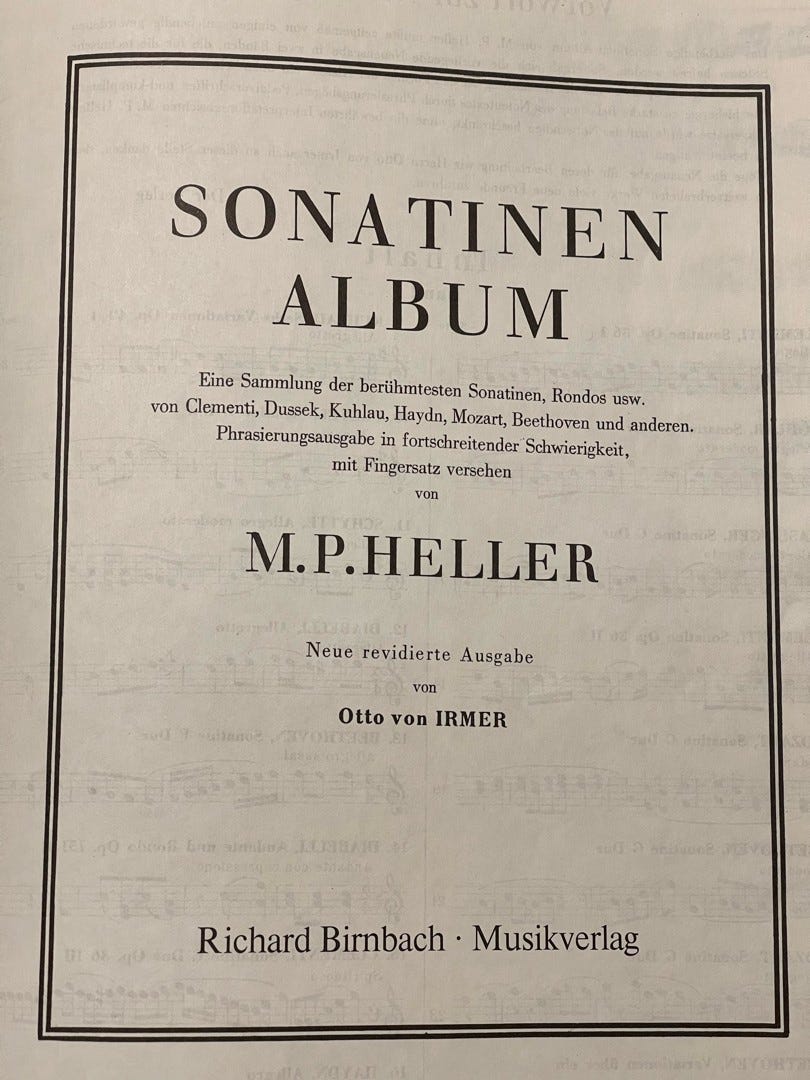 SONATINEN
ALBUM
Eine Sammlung der berühmtesten Sonatinen, Rondos usw.
von Clementi, Dussek, Kuhlau, Haydn, Mozart, Beethoven und anderen.
Phrasierungsausgabe in fortschreitender Schwierigkeit,
mit Fingersatz versehen
von
M.P.HELLER
Neue revidierte Ausgabe
von
Otto von IRMER
Richard Birnbach · Musikverlag